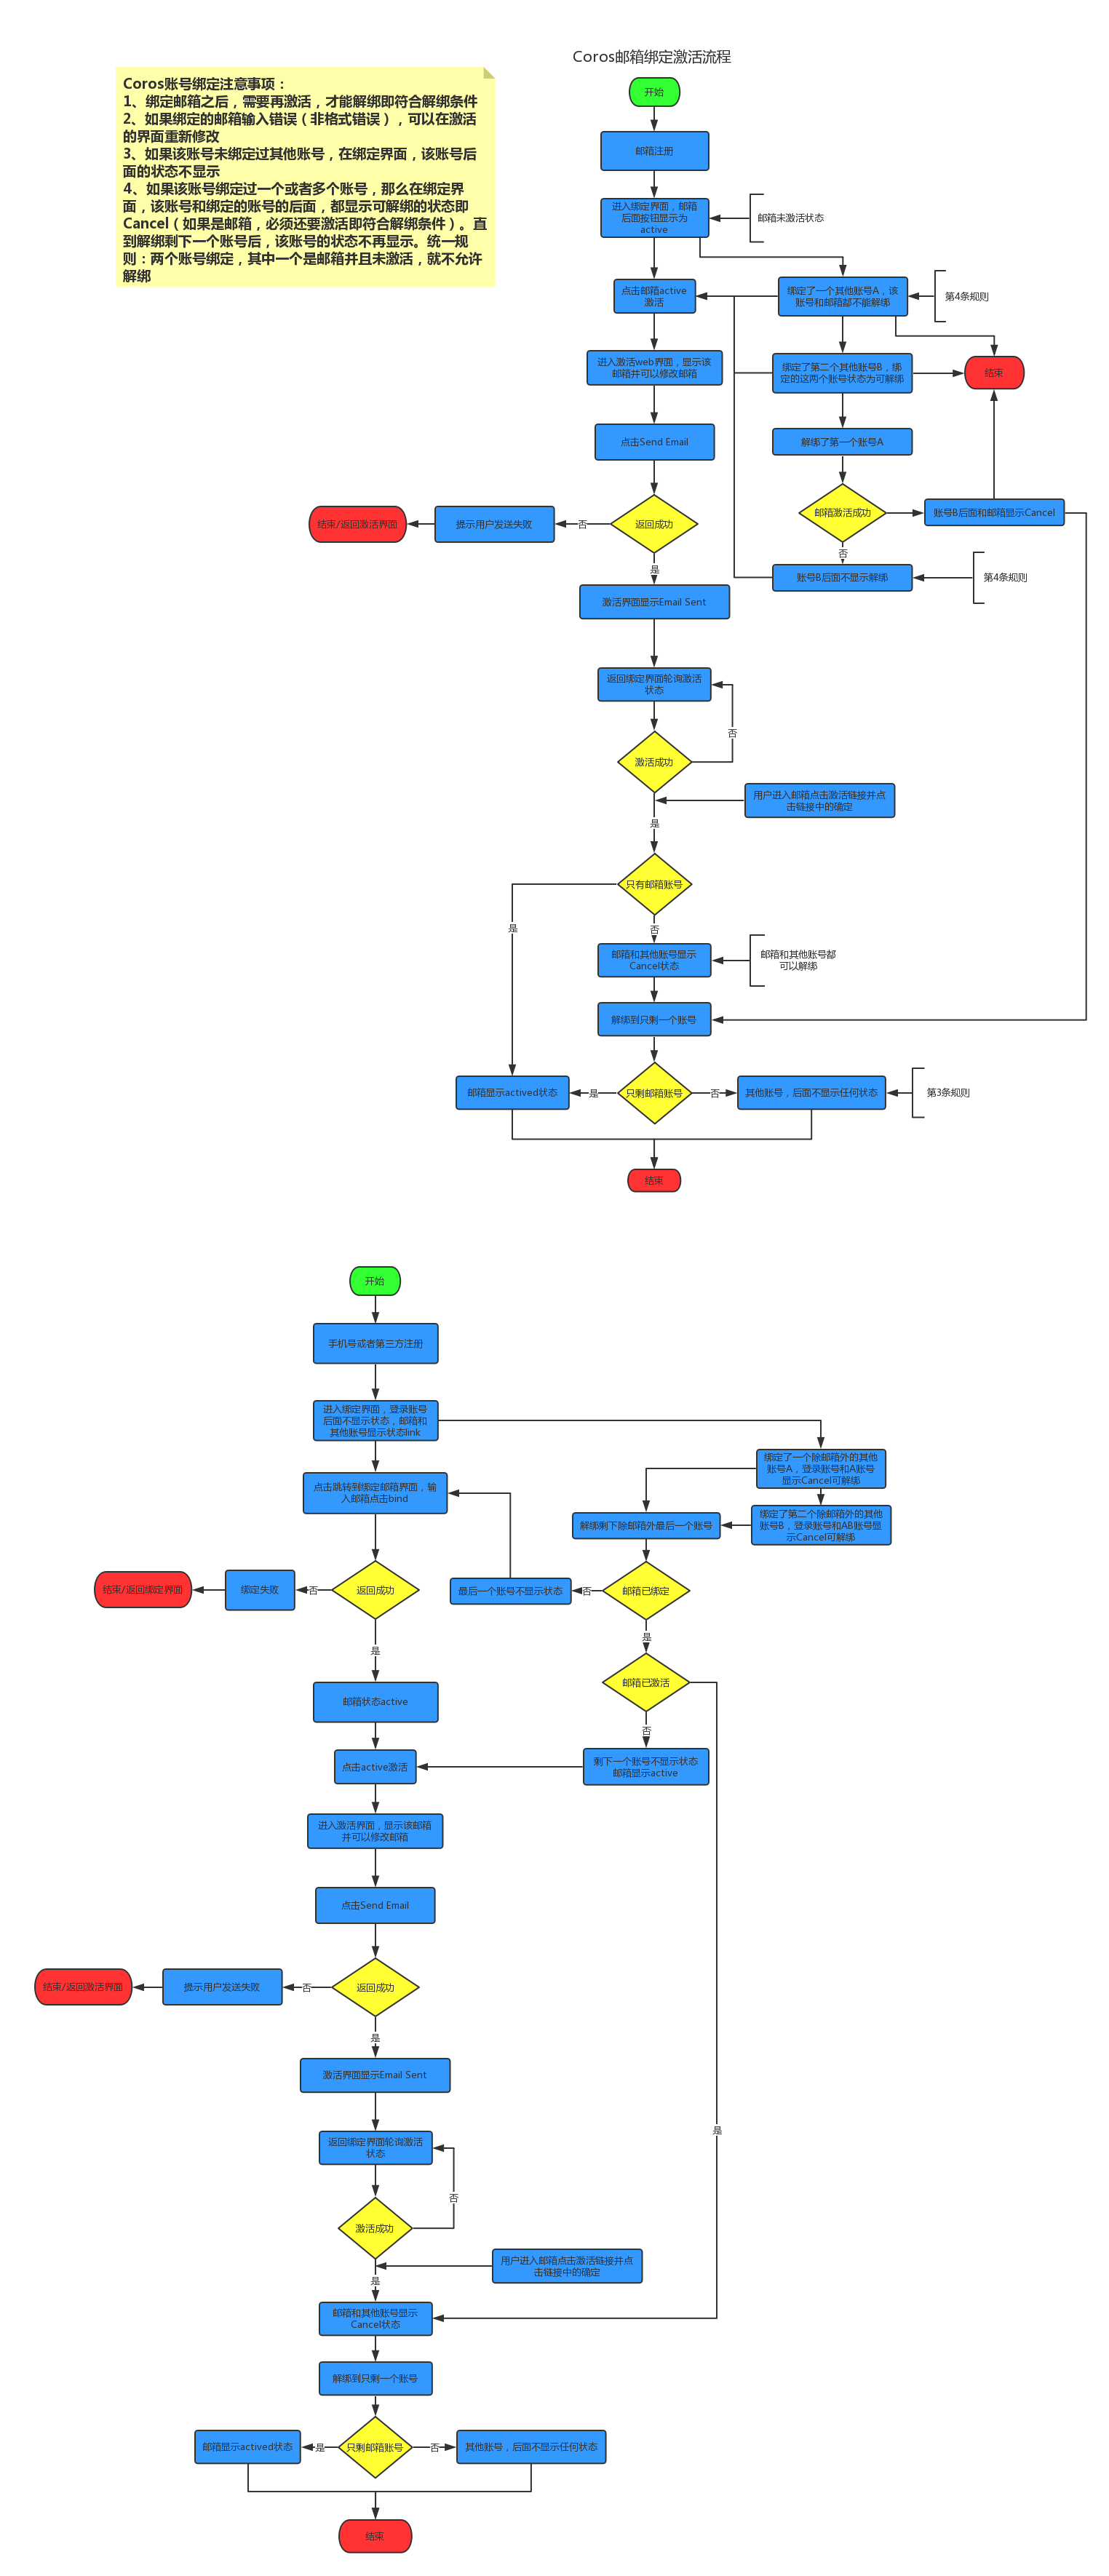 Coros邮箱绑定激活流程
Coros账号绑定注意事项：
1、绑定邮箱之后，需要再激活，才能解绑即符合解绑条件
2、如果绑定的邮箱输入错误（非格式错误），可以在激活
的界面重新修改
3、如果该账号未绑定过其他账号，在绑定界面，该账号后
面的状态不显示
4、如果该账号绑定过一个或者多个账号，那么在绑定界
面，该账号和绑定的账号的后面，都显示可解绑的状态即
Cancel（如果是邮箱，必须还要激活即符合解绑条件）。直
到解绑剩下一个账号后，该账号的状态不再显示。统一规
则：两个账号绑定，其中一个是邮箱并且未激活，就不允许
解绑
开始
邮箱注册
进入绑定界面，邮箱
后面按钮显示为
active
邮箱未激活状态
点击邮箱active
激活
绑定了一个其他账号A，该
账号和邮箱都不能解绑
第4条规则
进入激活web界面，显示该
邮箱并可以修改邮箱
绑定了第二个其他账号B，绑
定的这两个账号状态为可解绑
结束
点击Send Email
解绑了第一个账号A
结束/返回激活界面
提示用户发送失败
否
返回成功
邮箱激活成功
账号B后面和邮箱显示Cancel
是
否
账号B后面不显示解绑
第4条规则
激活界面显示Email Sent
返回绑定界面轮询激活
状态
否
激活成功
用户进入邮箱点击激活链接并点
击链接中的确定
是
只有邮箱账号
是
否
邮箱和其他账号显示
Cancel状态
邮箱和其他账号都
可以解绑
解绑到只剩一个账号
邮箱显示actived状态
是
只剩邮箱账号
否
其他账号，后面不显示任何状态
第3条规则
结束
开始
手机号或者第三方注册
进入绑定界面，登录账号
后面不显示状态，邮箱和
其他账号显示状态link
绑定了一个除邮箱外的其他
账号A，登录账号和A账号
显示Cancel可解绑
点击跳转到绑定邮箱界面，输
入邮箱点击bind
解绑剩下除邮箱外最后一个账号
绑定了第二个除邮箱外的其他
账号B，登录账号和AB账号显
示Cancel可解绑
结束/返回绑定界面
绑定失败
否
返回成功
最后一个账号不显示状态
否
邮箱已绑定
是
是
邮箱已激活
邮箱状态active
否
点击active激活
剩下一个账号不显示状态
邮箱显示active
进入激活界面，显示该邮箱
并可以修改邮箱
点击Send Email
结束/返回激活界面
提示用户发送失败
否
返回成功
是
激活界面显示Email Sent
是
返回绑定界面轮询激活
状态
否
激活成功
用户进入邮箱点击激活链接并点
击链接中的确定
是
邮箱和其他账号显示
Cancel状态
解绑到只剩一个账号
邮箱显示actived状态
是
只剩邮箱账号
否
其他账号，后面不显示任何状态
结束